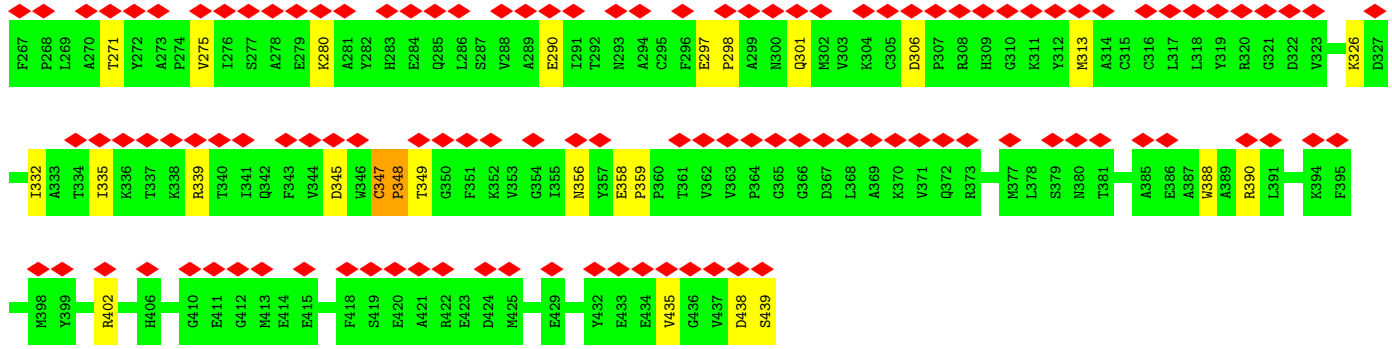 F267 P268 L269 A270 T271 Y272 A273 P274 V275 I276 S277 A278 E279 K280 A281 Y282 H283 E284 Q285 L286 S287 V288 A289 E290 I291 T292 N293 A294 C295 F296 E297 P298 A299 N300 Q301 M302 V303 K304 C305 D306 P307 R308 H309 G310 K311 Y312 M313 A314 C315 C316 L317 L318 Y319 R320 G321 D322 V323 K326 D327
I332 A333 T334 I335 K336 T337 K338 R339 T340 I341 Q342 F343 V344 D345 W346 C347 P348 T349 G350 F351 K352 V353 G354 I355 N356 Y357 E358 P359 P360 T361 V362 V363 P364 G365 G366 D367 L368 A369 K370 V371 Q372 R373 M377 L378 S379 N380 T381 A385 E386 A387 W388 A389 R390 L391 K394 F395
M398 Y399 R402 H406 G410 E411 G412 M413 E414 E415 F418 S419 E420 A421 R422 E423 D424 M425 E429 Y432 E433 E434 V435 G436 V437 D438 S439